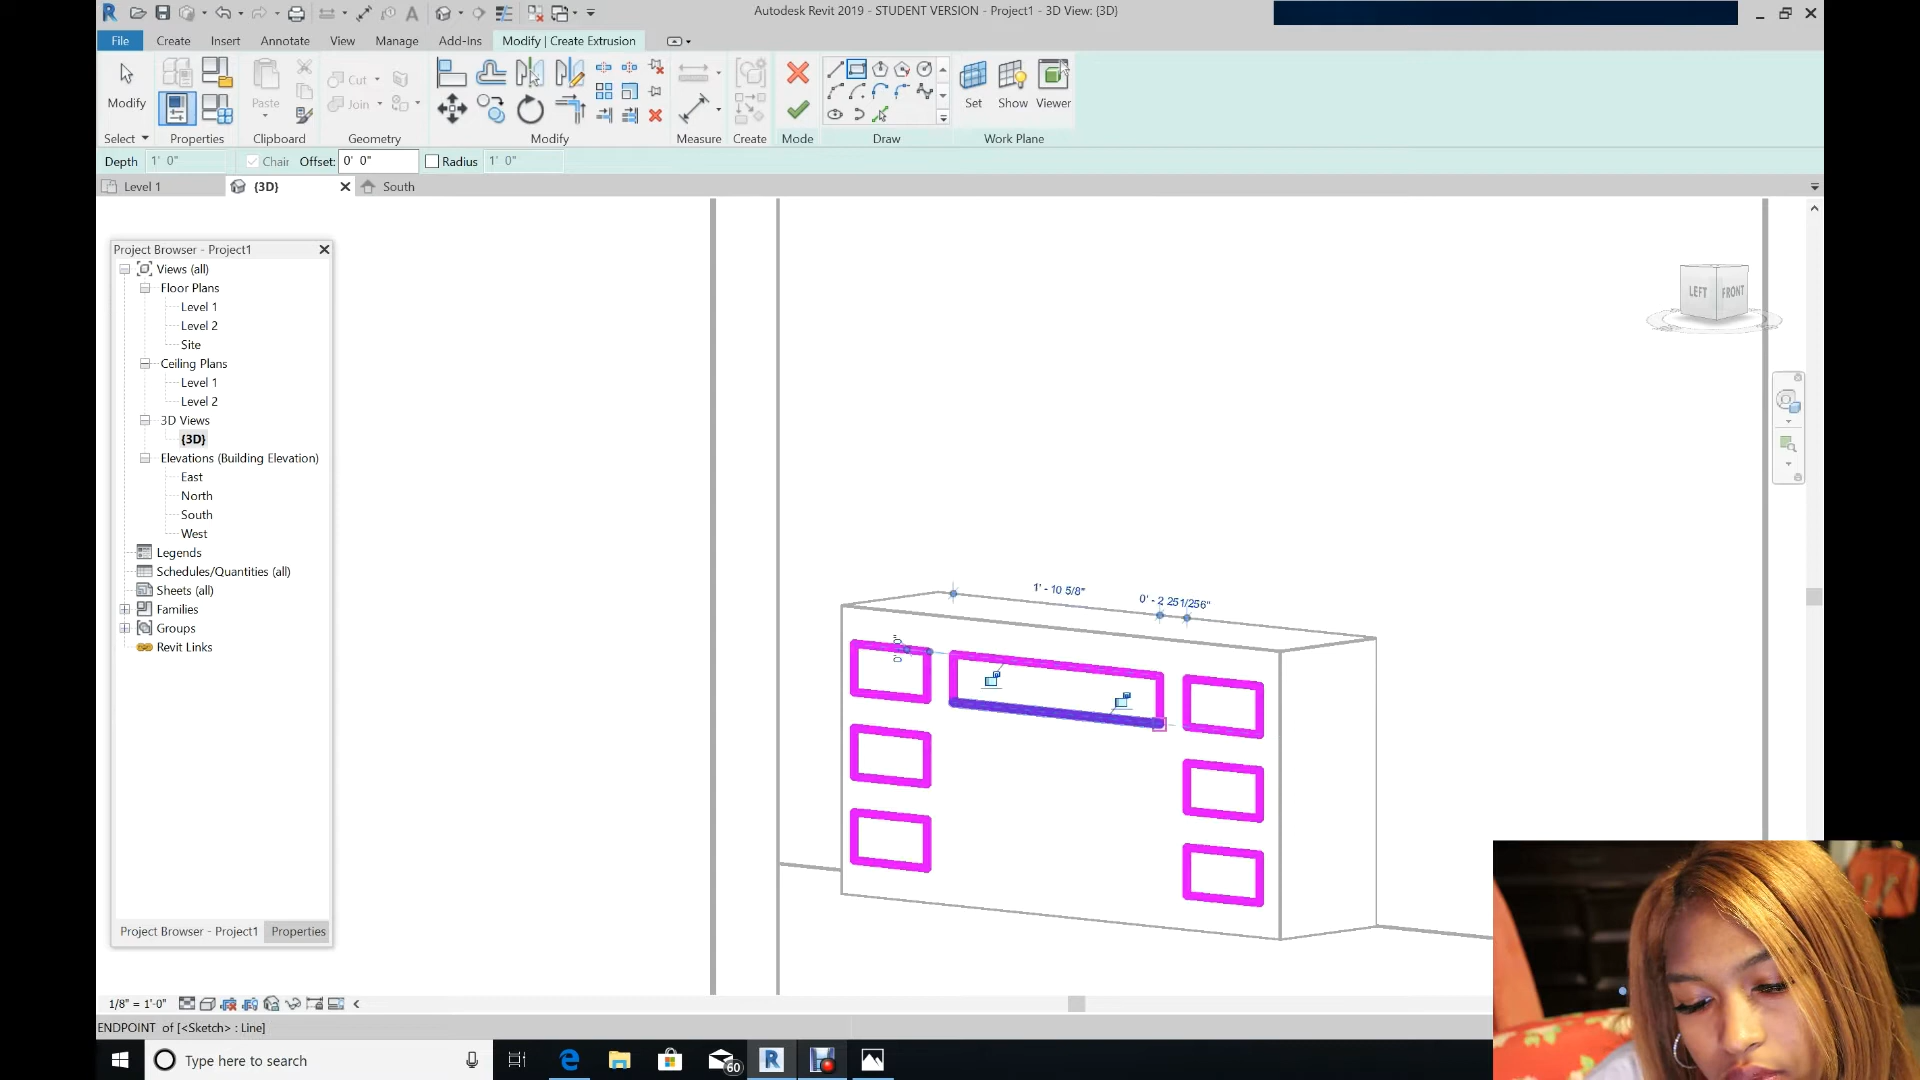 Autodesk Revit 2019 - STUDENT VERSION - Project1 - 3D View: {3D}
File Create Insert Annotate View Manage Add-Ins Modify | Create Extrusion
Modify Paste Cut Join Set Show Viewer
Select Properties Clipboard Geometry Modify Measure Create Mode Draw Work Plane
Depth 1' 0" Chain Offset: 0' 0" Radius 1' 0"
Level 1 {3D} South
Project Browser - Project1
Views (all)
Floor Plans
Level 1
Level 2
Site
Ceiling Plans
Level 1
Level 2
3D Views
{3D}
Elevations (Building Elevation)
East
North
South
West
Legends
Schedules/Quantities (all)
Sheets (all)
Families
Groups
Revit Links
Project Browser - Project1 Properties
LEFT FRONT
1' - 10 5/8"
0' - 2 251/256"
1/8" = 1'-0"
ENDPOINT of [<Sketch> : Line]
Type here to search
60